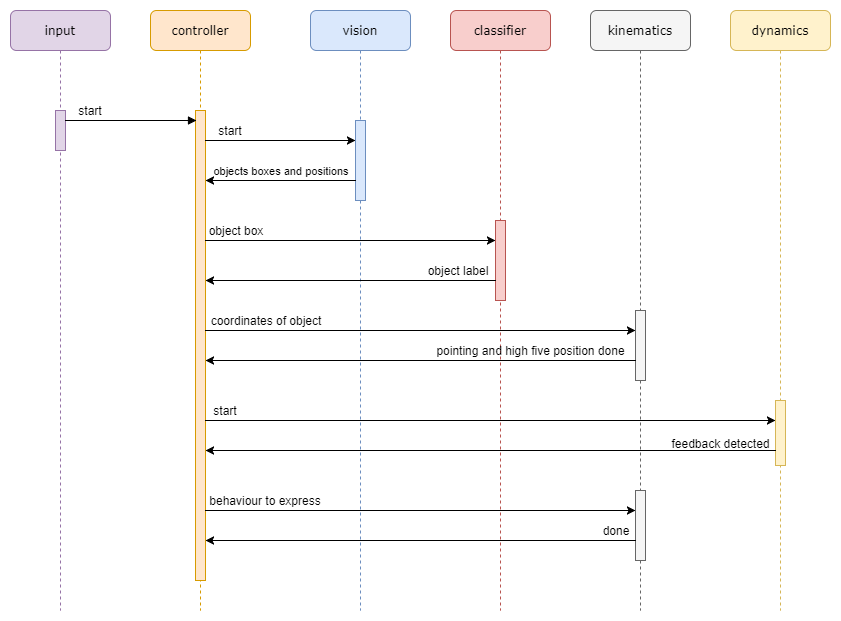 input
controller
vision
classifier
kinematics
dynamics
start
start
objects boxes and positions
object box
object label
coordinates of object
pointing and high five position done
start
feedback detected
behaviour to express
done